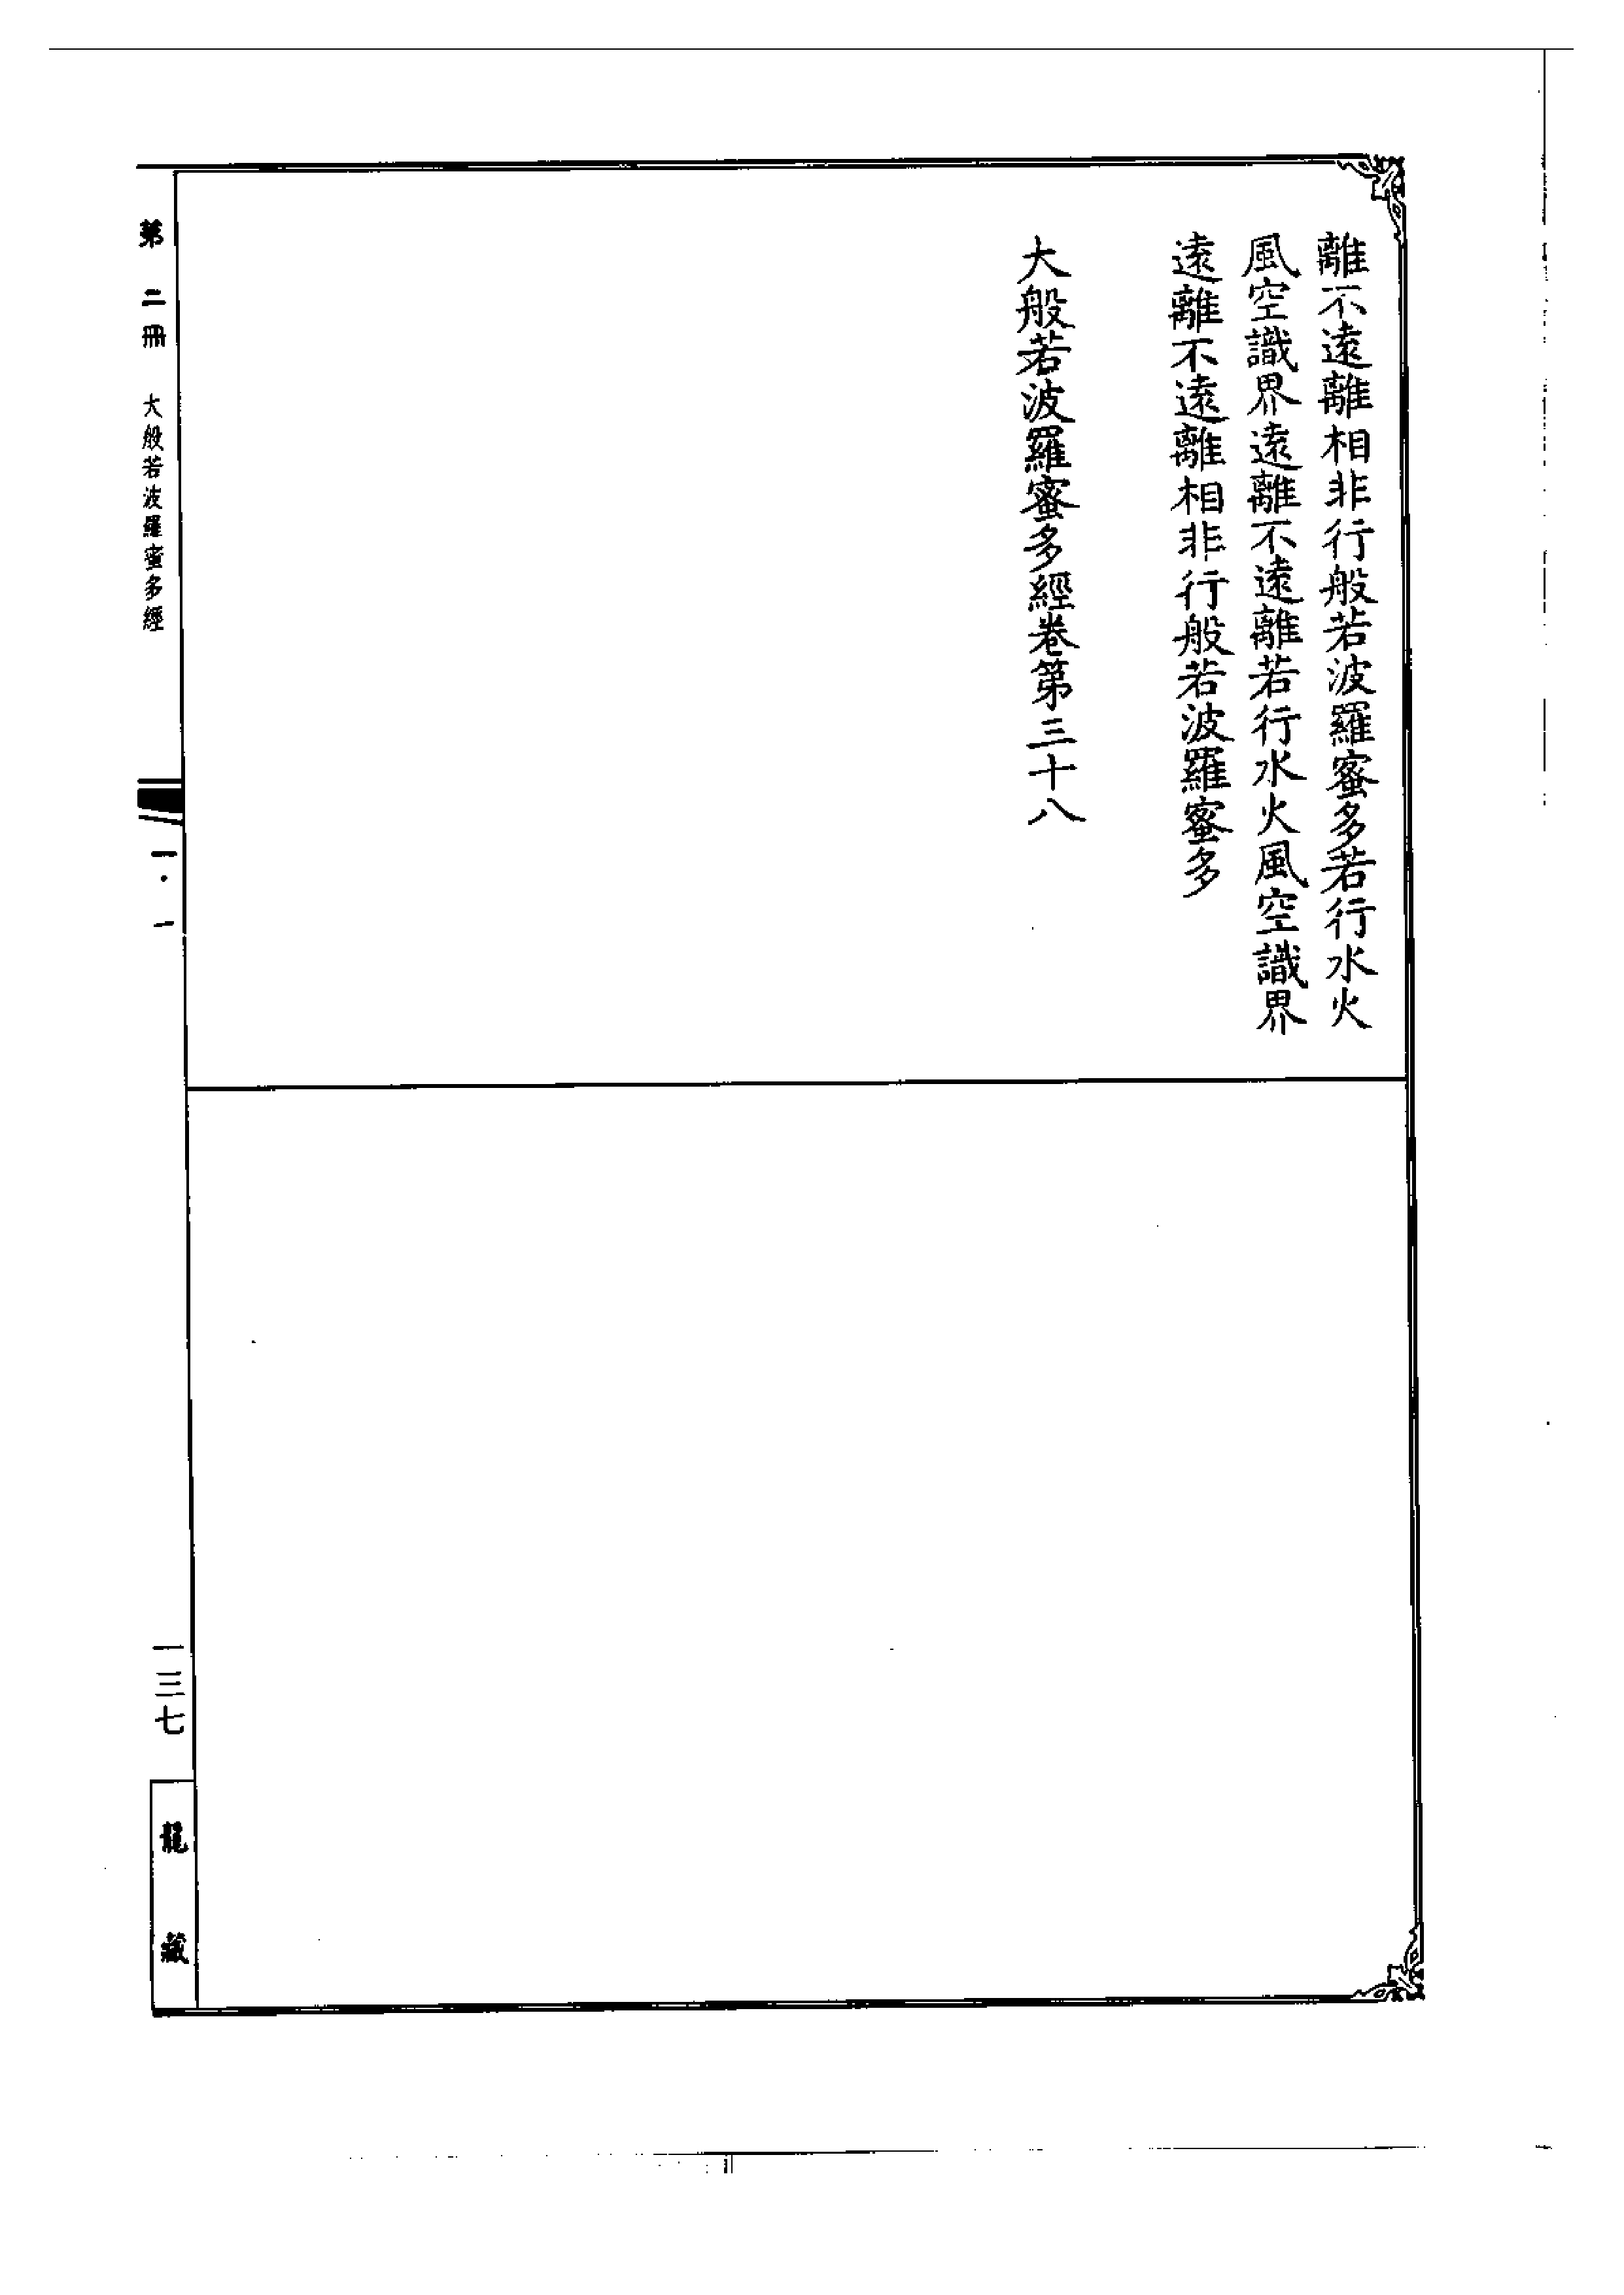 離不遠離相非行般若波羅蜜多若行水火
風空識界遠離不遠離若行水火風空識界
遠離不遠離相非行般若波羅蜜多
大般若波羅蜜多經卷第三十八
第二冊 大般若波羅蜜多經
一・一
一三七
龍藏